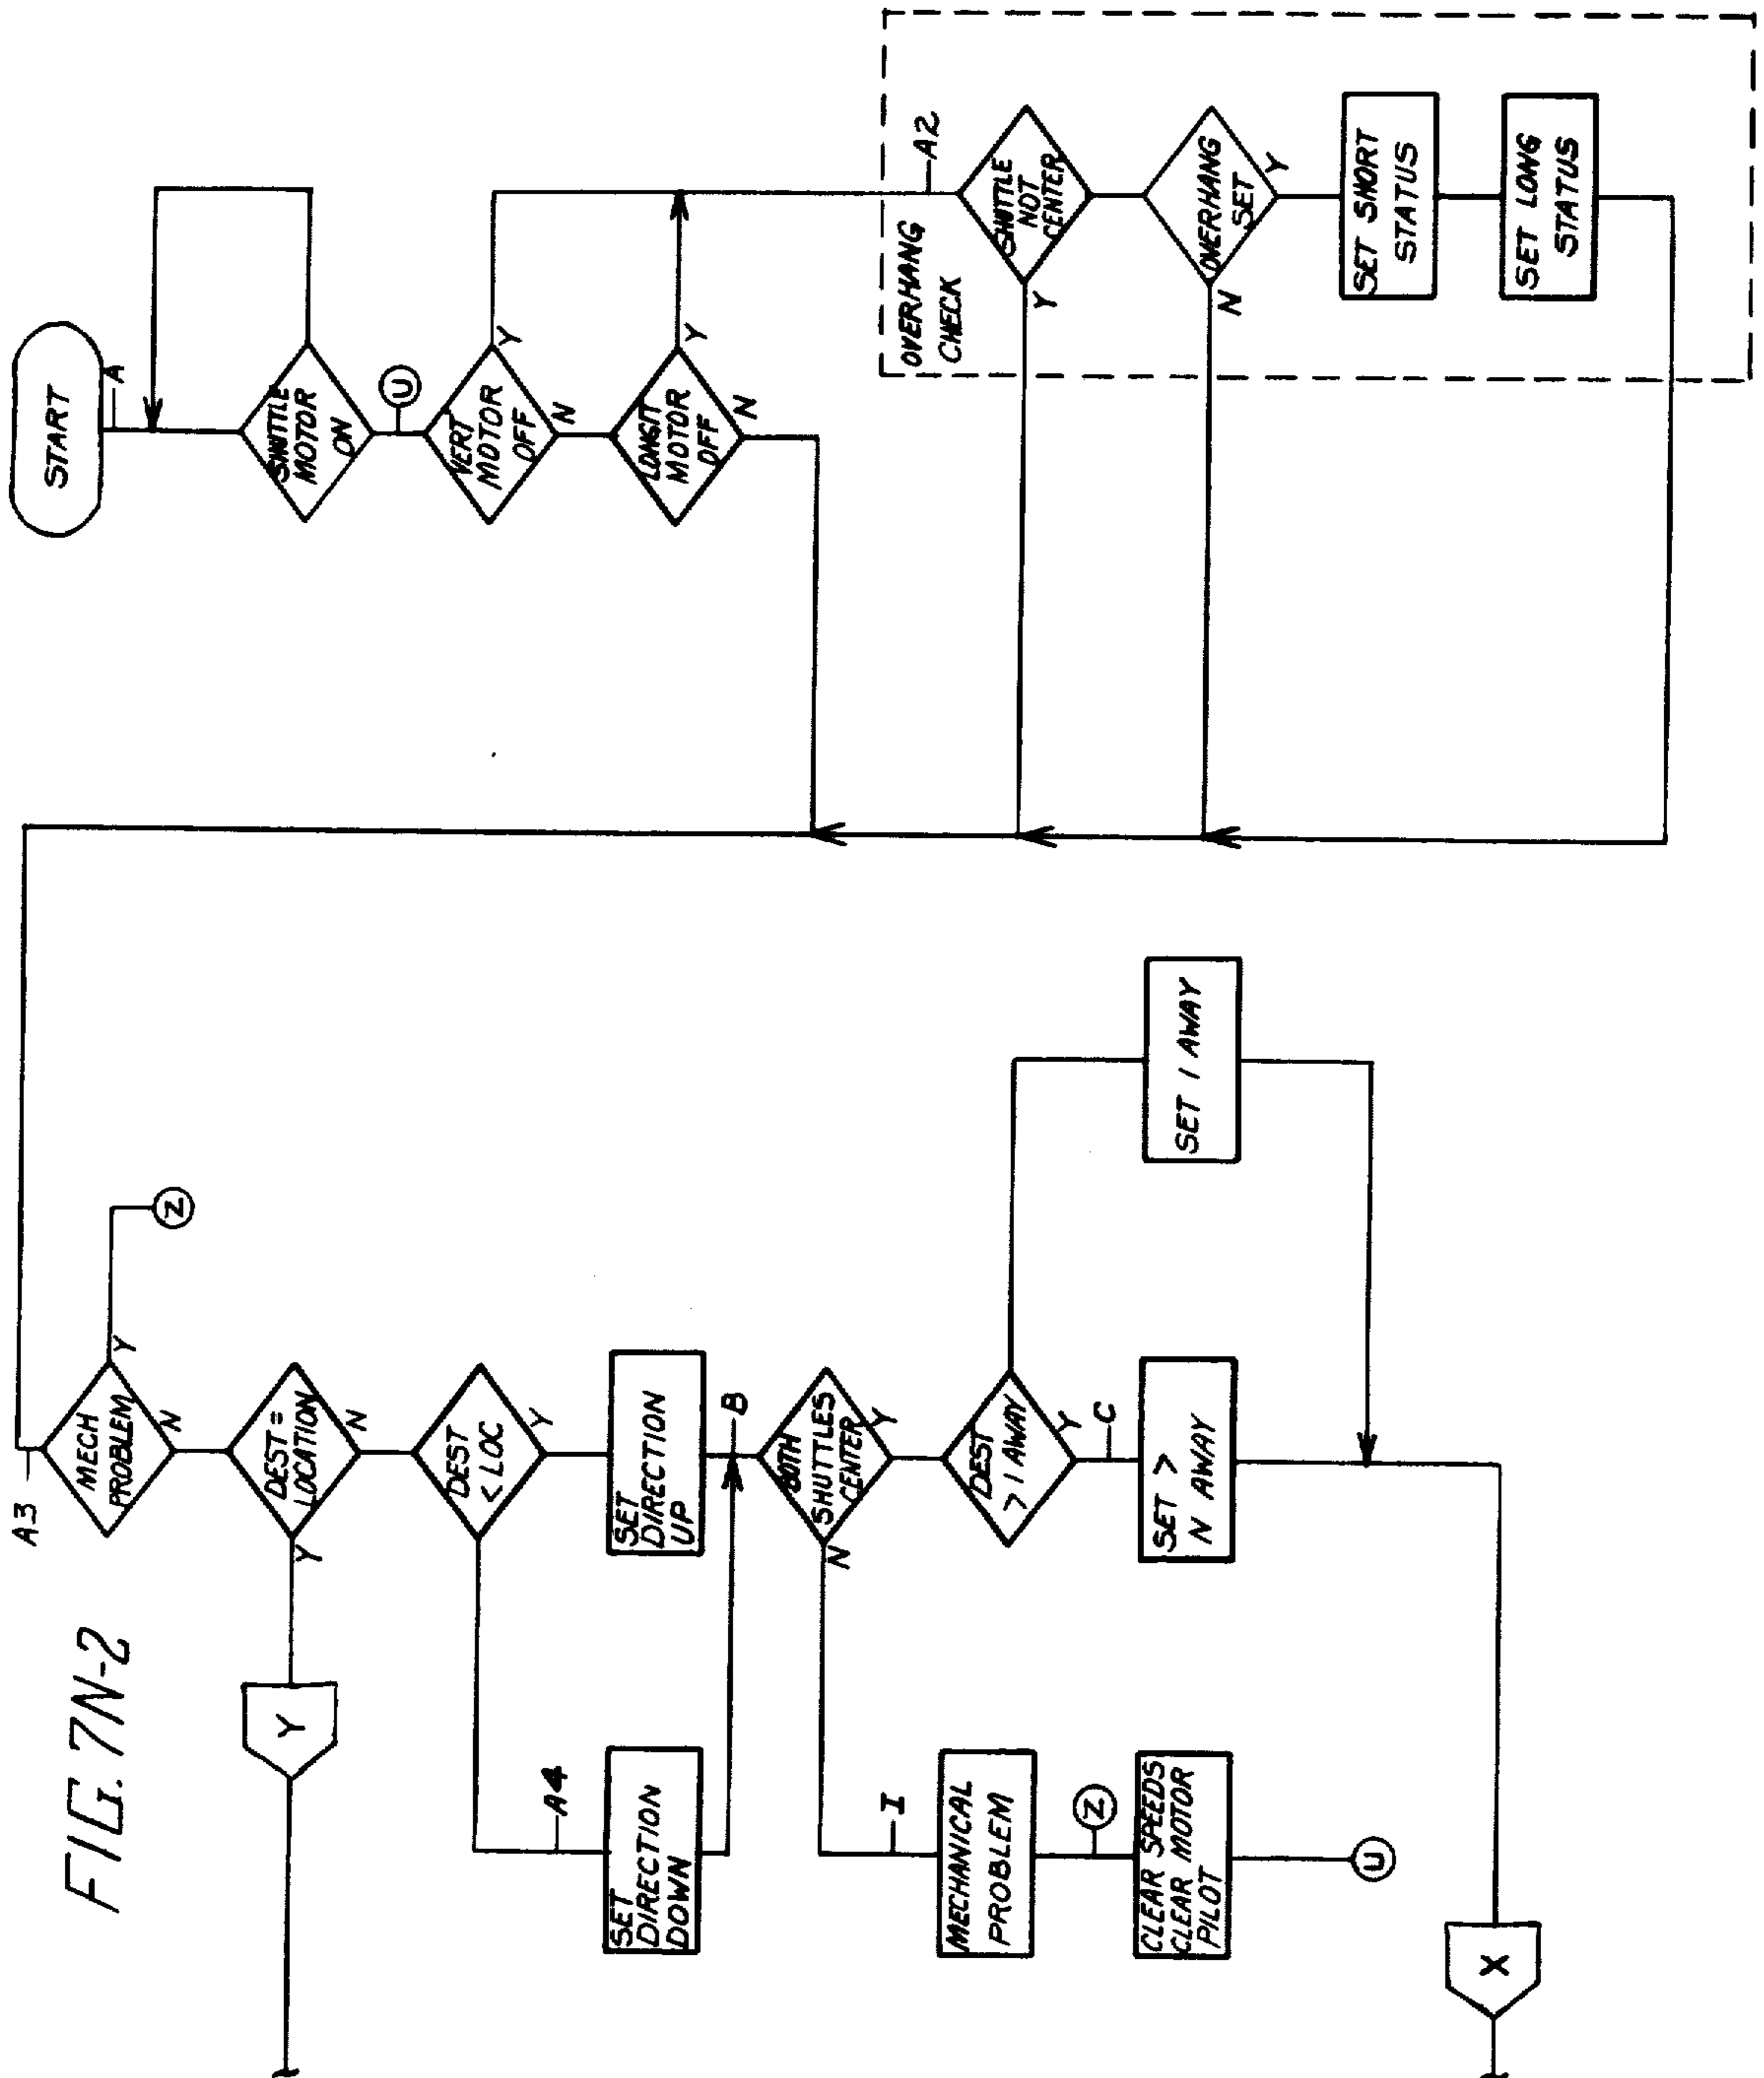 FIG. 7N-2
START
A
SHUTTLE
MOTOR
ON
U
VERT
MOTOR
OFF
Y
N
LONGIT
MOTOR
OFF
Y
N
OVERHANG
CHECK
A2
SHUTTLE
NOT
CENTER
Y
OVERHANG
SET
N
Y
SET SHORT
STATUS
SET LONG
STATUS
A3
MECH
PROBLEM
Y
Z
N
DEST =
LOCATION
Y
Y
N
DEST
< LOC
Y
A4
SET
DIRECTION
DOWN
SET
DIRECTION
UP
B
BOTH
SHUTTLES
CENTER
N
Y
I
MECHANICAL
PROBLEM
Z
CLEAR SPEEDS
CLEAR MOTOR
PILOT
U
DEST
> 1 AWAY
Y
C
SET >
N AWAY
SET 1 AWAY
X